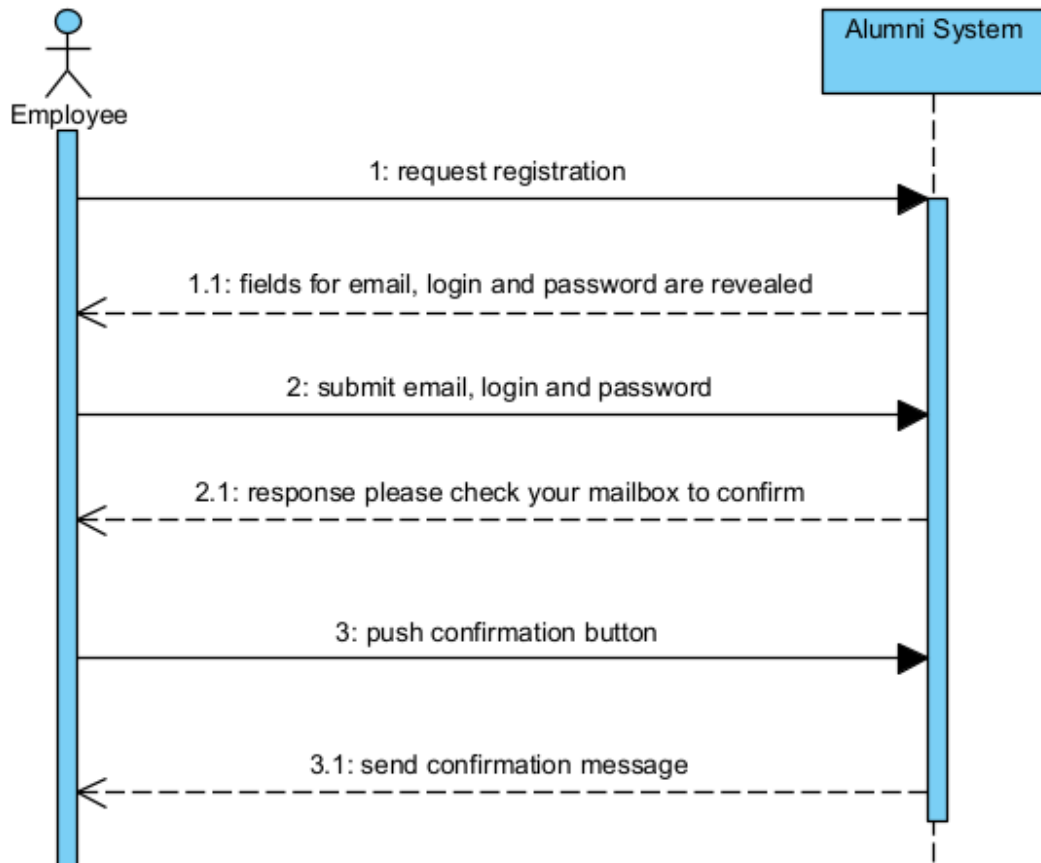 Alumni System
Employee
1: request registration
1.1: fields for email, login and password are revealed
2: submit email, login and password
2.1: response please check your mailbox to confirm
3: push confirmation button
3.1: send confirmation message